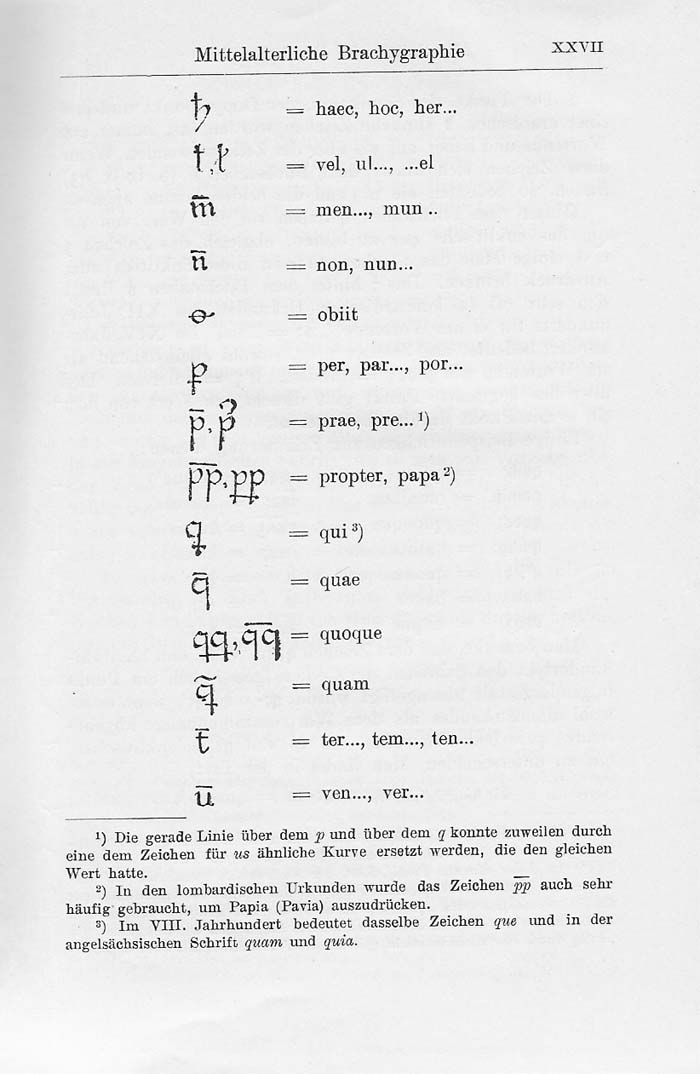 Mittelalterliche Brachygraphie XXVII
= haec, hoc, her...
ƚ, ƚ = vel, ul..., ...el
m̄ = men..., mun ..
n̄ = non, nun...
ꝋ = obiit
ꝑ = per, par..., por...
p̄, p̉ = prae, pre... ¹)
p̄p̄, ꝑꝑ = propter, papa ²)
ꝗ = qui ³)
q̄ = quae
ꝗꝗ, q̄q̄ = quoque
ꝗ̃ = quam
t̄ = ter..., tem..., ten...
ū = ven..., ver...
¹) Die gerade Linie über dem p und über dem q konnte zuweilen durch
eine dem Zeichen für us ähnliche Kurve ersetzt werden, die den gleichen
Wert hatte.
²) In den lombardischen Urkunden wurde das Zeichen p̄p̄ auch sehr
häufig gebraucht, um Papia (Pavia) auszudrücken.
³) Im VIII. Jahrhundert bedeutet dasselbe Zeichen que und in der
angelsächsischen Schrift quam und quia.